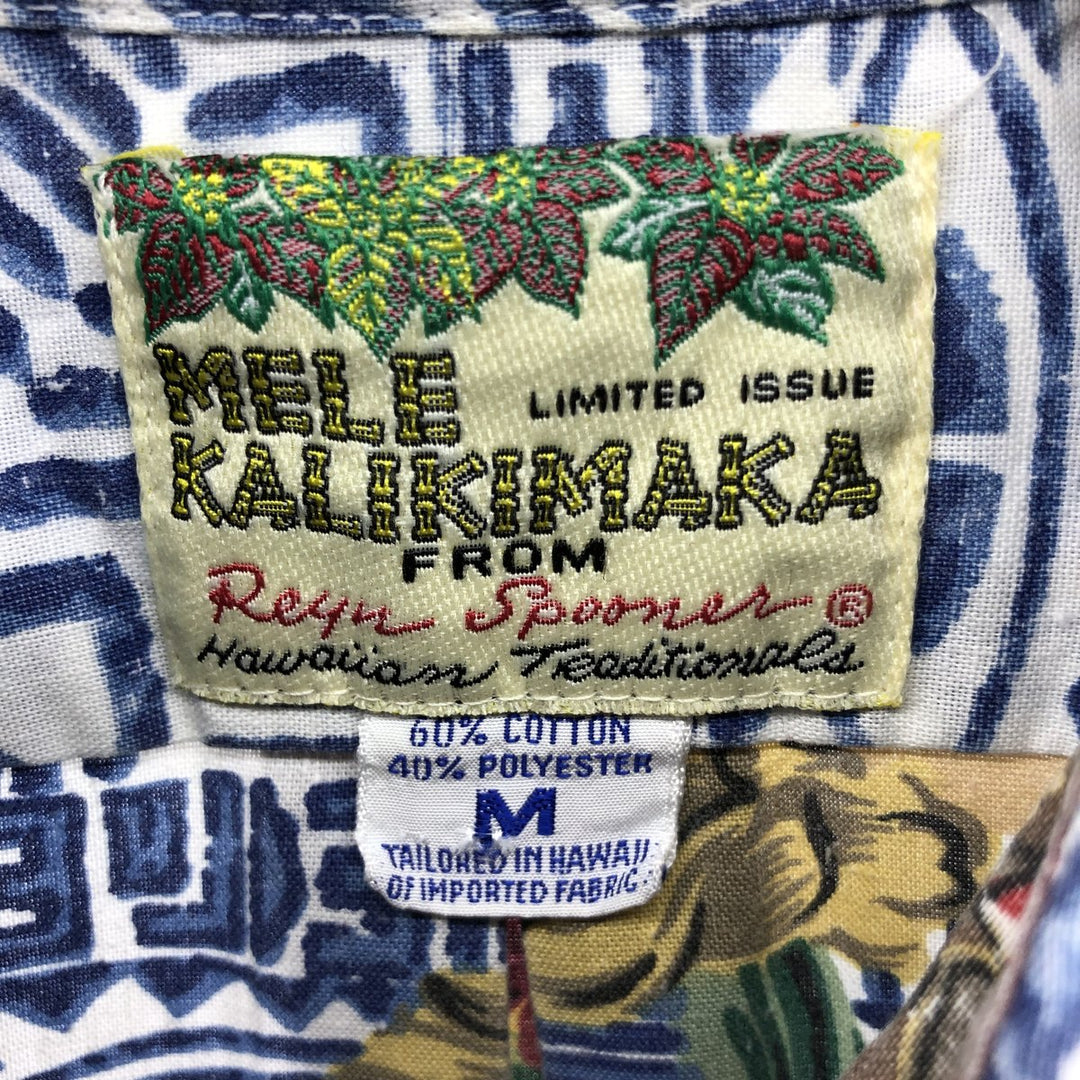 MELE LIMITED ISSUE
KALIKIMAKA
FROM
Reyn Spooner ®
Hawaiian Traditionals
60% COTTON
40% POLYESTER
M
TAILORED IN HAWAII
OF IMPORTED FABRIC